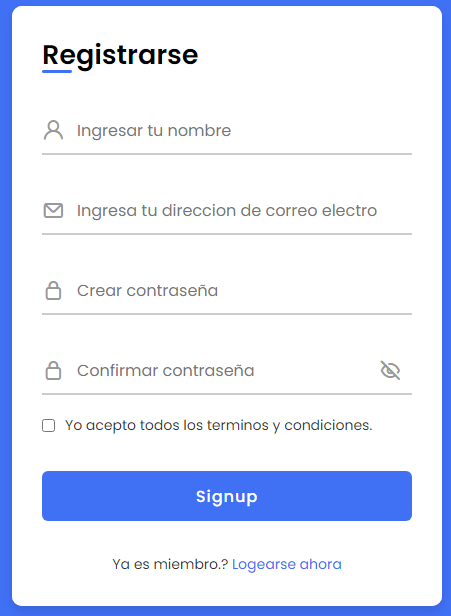 Registrarse
Ingresar tu nombre
Ingresa tu direccion de correo electro
Crear contraseña
Confirmar contraseña
Yo acepto todos los terminos y condiciones.
Signup
Ya es miembro.? Logearse ahora